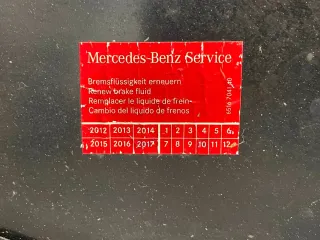 Mercedes-Benz Service
Bremsflüssigkeit erneuern
Renew brake fluid
Remplacer le liquide de frein
Cambio del liquido de frenos
2012 2013 2014 1 2 3 4 5 6
2015 2016 2017 7 8 9 10 11 12